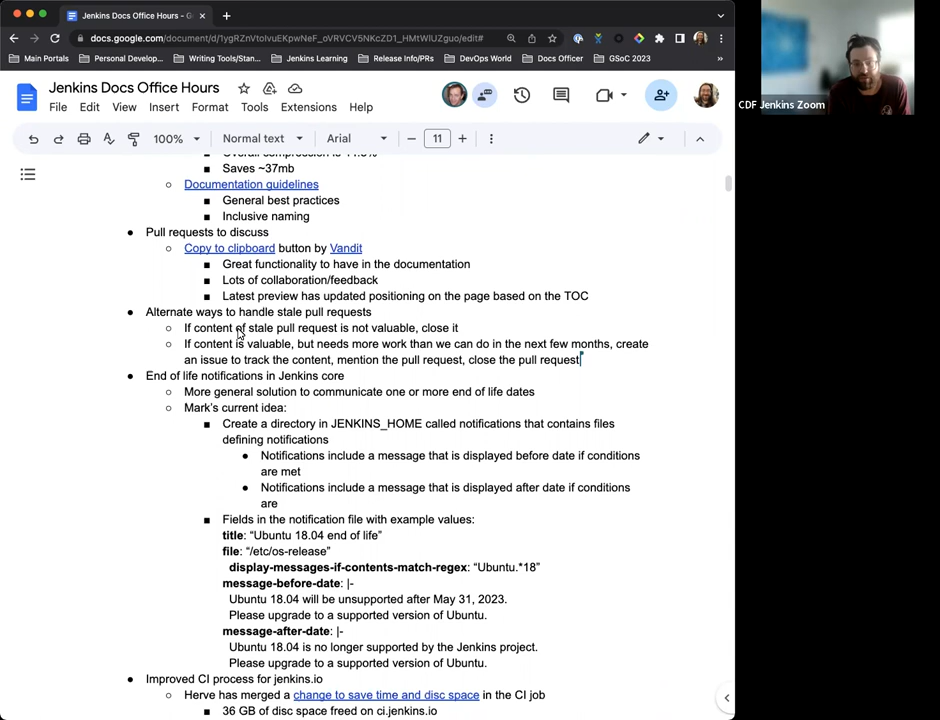 Jenkins Docs Office Hours - G
docs.google.com/document/d/1ygRZnVtoIvuEKpwNeF_oVRVCV5NKcZD1_HMtWIUZguo/edit#
Main Portals
Personal Develop...
Writing Tools/Stan...
Jenkins Learning
Release Info/PRs
DevOps World
Docs Officer
GSoC 2023
»
Jenkins Docs Office Hours
File Edit View Insert Format Tools Extensions Help
100% Normal text Arial 11
CDF Jenkins Zoom
Saves ~37mb
Documentation guidelines
General best practices
Inclusive naming
Pull requests to discuss
Copy to clipboard button by Vandit
Great functionality to have in the documentation
Lots of collaboration/feedback
Latest preview has updated positioning on the page based on the TOC
Alternate ways to handle stale pull requests
If content of stale pull request is not valuable, close it
If content is valuable, but needs more work than we can do in the next few months, create
an issue to track the content, mention the pull request, close the pull request
End of life notifications in Jenkins core
More general solution to communicate one or more end of life dates
Mark's current idea:
Create a directory in JENKINS_HOME called notifications that contains files
defining notifications
Notifications include a message that is displayed before date if conditions
are met
Notifications include a message that is displayed after date if conditions
are
Fields in the notification file with example values:
title: “Ubuntu 18.04 end of life”
file: “/etc/os-release”
display-messages-if-contents-match-regex: “Ubuntu.*18”
message-before-date: |-
Ubuntu 18.04 will be unsupported after May 31, 2023.
Please upgrade to a supported version of Ubuntu.
message-after-date: |-
Ubuntu 18.04 is no longer supported by the Jenkins project.
Please upgrade to a supported version of Ubuntu.
Improved CI process for jenkins.io
Herve has merged a change to save time and disc space in the CI job
36 GB of disc space freed on ci.jenkins.io